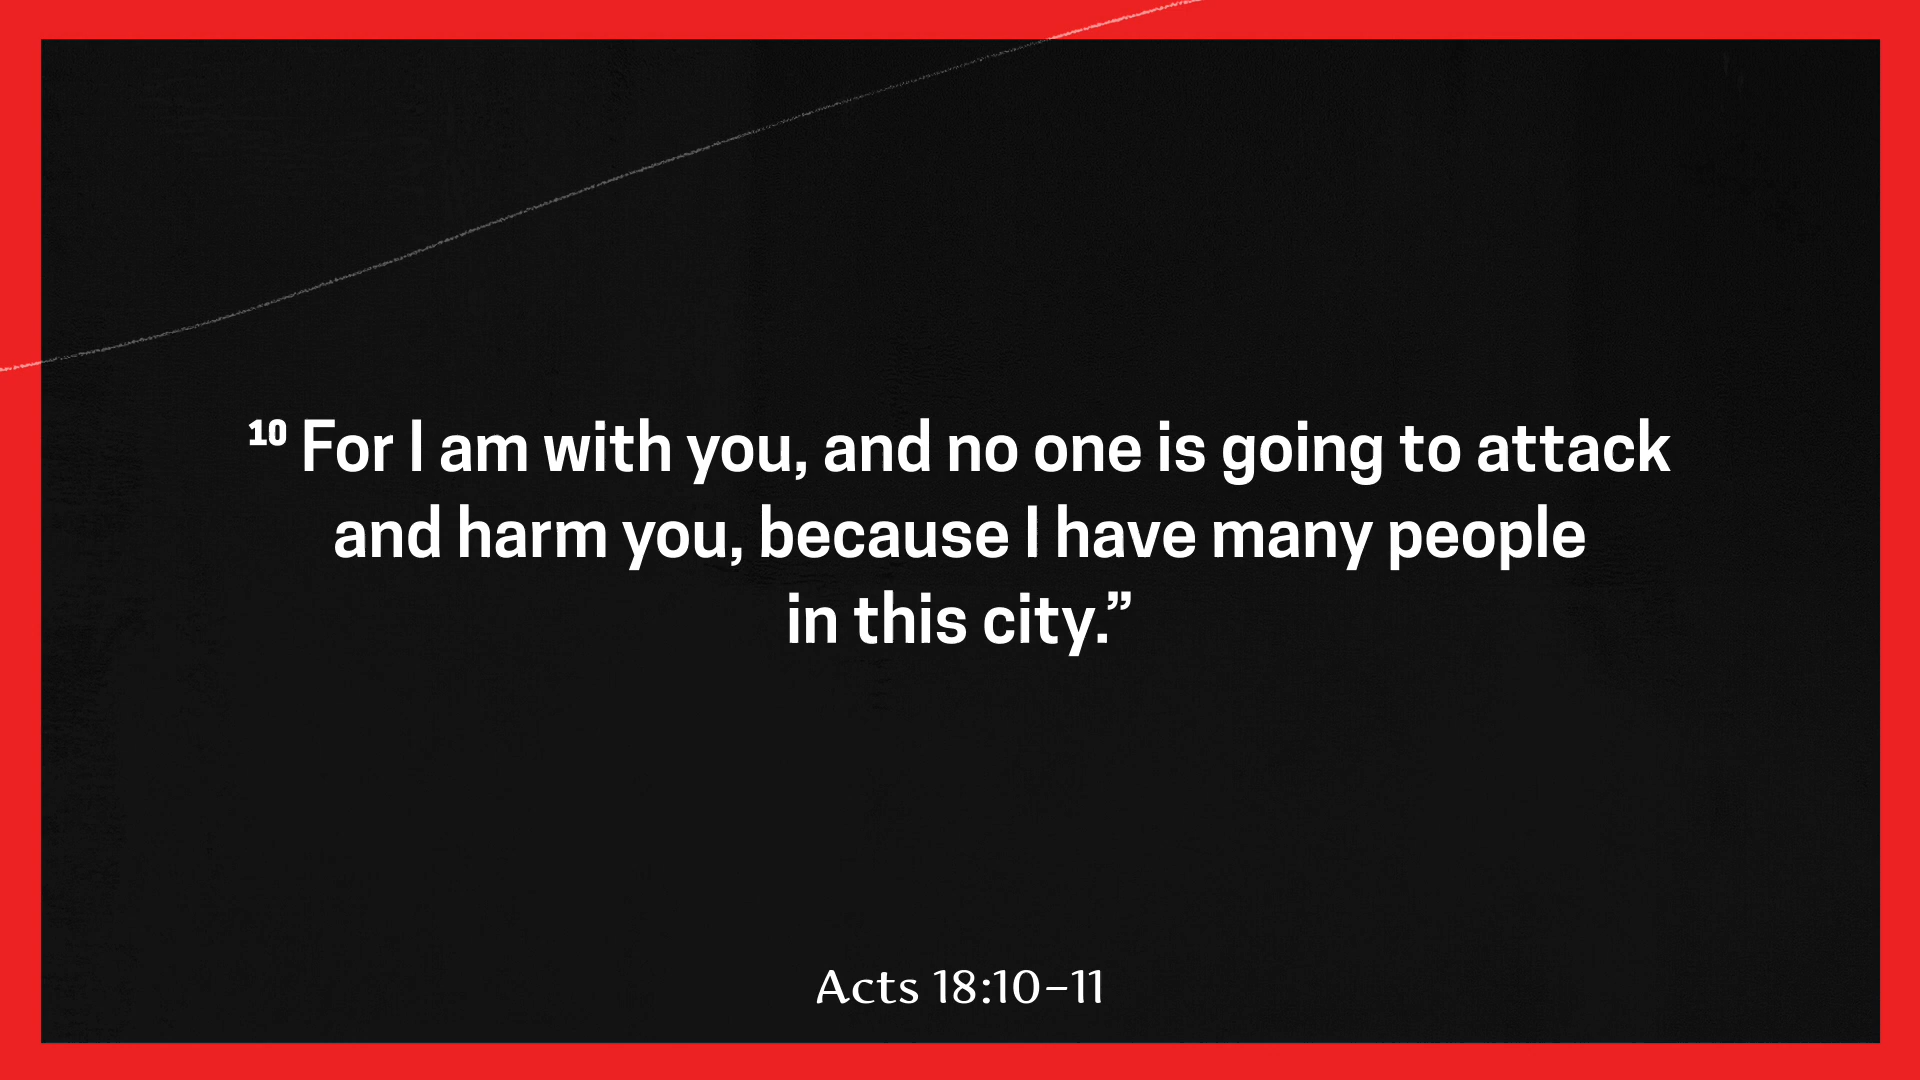 ¹⁰ For I am with you, and no one is going to attack
and harm you, because I have many people
in this city.”
Acts 18:10–11